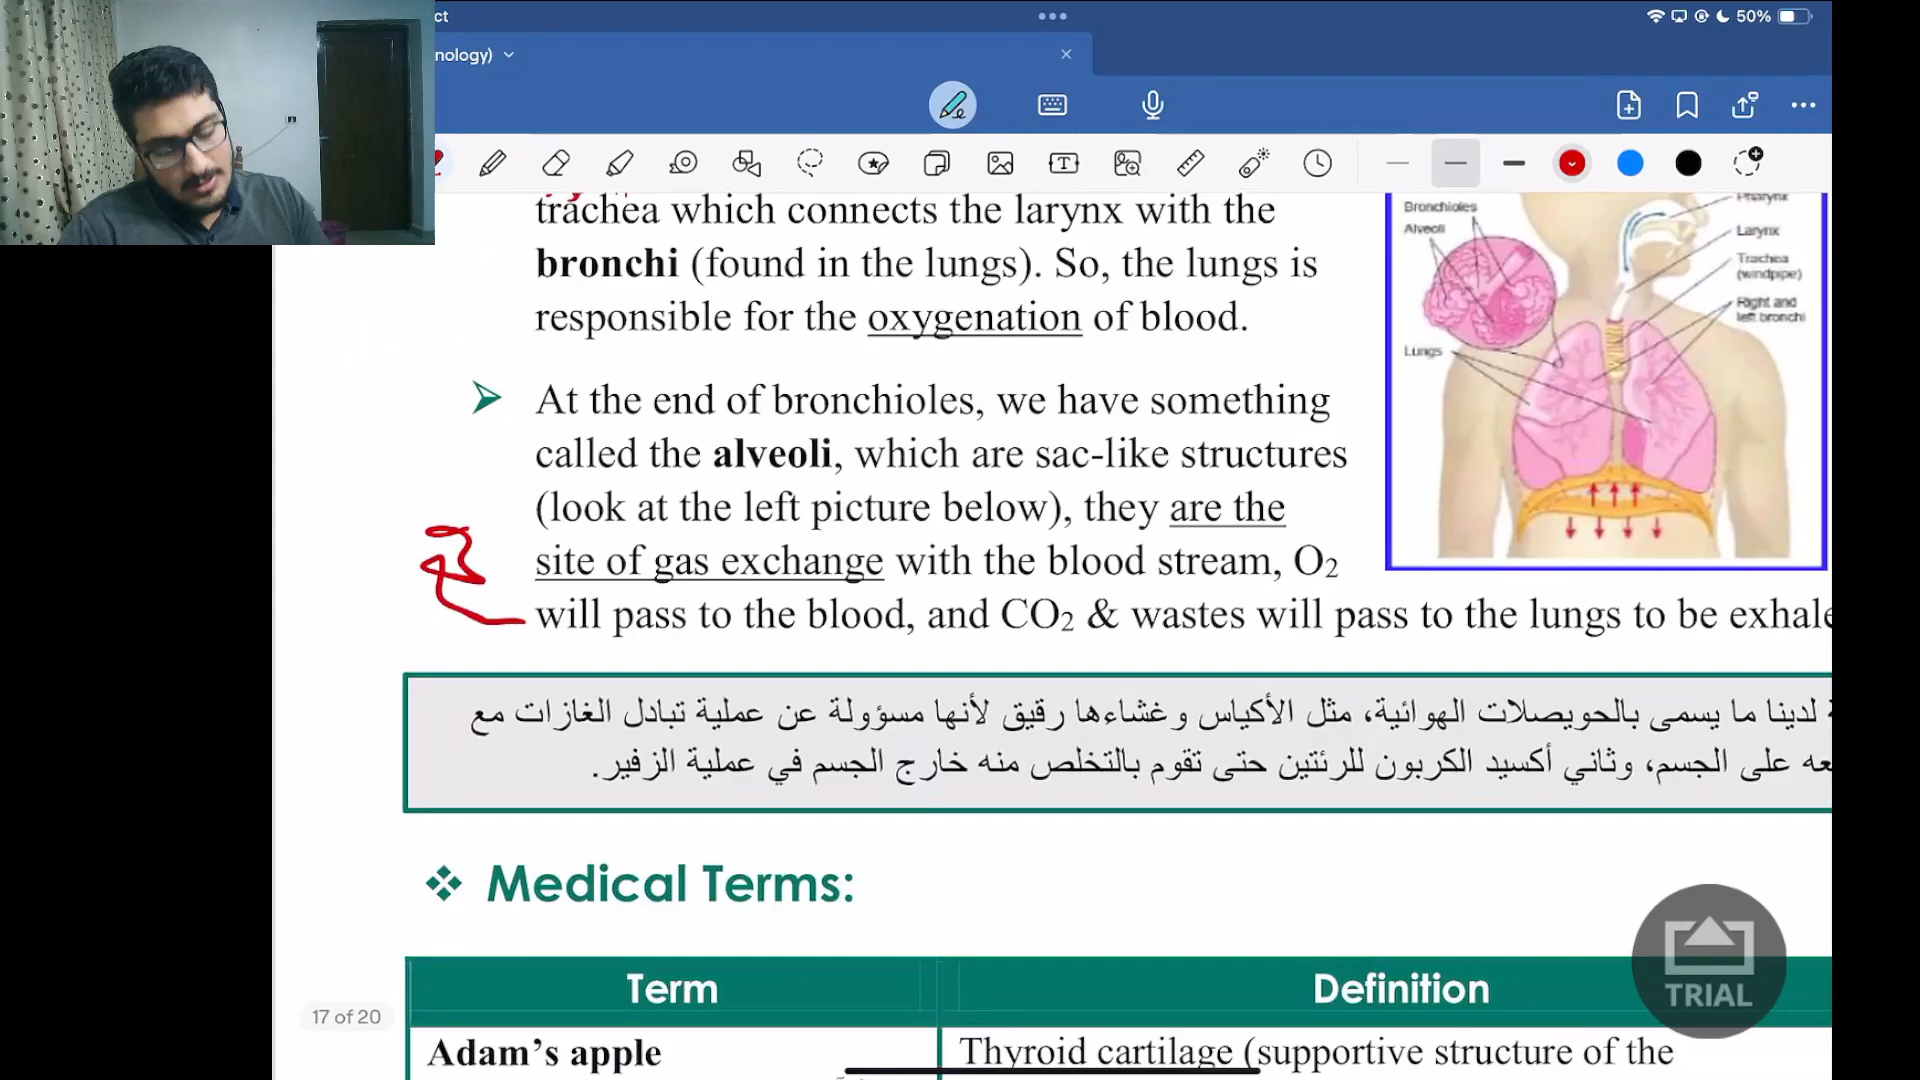 ct
50%
nology)
trachea which connects the larynx with the
bronchi (found in the lungs). So, the lungs is
responsible for the oxygenation of blood.
At the end of bronchioles, we have something
called the alveoli, which are sac-like structures
(look at the left picture below), they are the
site of gas exchange with the blood stream, O₂
will pass to the blood, and CO₂ & wastes will pass to the lungs to be exhale
Bronchioles
Alveoli
Lungs
Pharynx
Larynx
Trachea
(windpipe)
Right and
left bronchi
لدينا ما يسمى بالحويصلات الهوائية، مثل الأكياس وغشاءها رقيق لأنها مسؤولة عن عملية تبادل الغازات مع
عه على الجسم، وثاني أكسيد الكربون للرئتين حتى تقوم بالتخلص منه خارج الجسم في عملية الزفير.
Medical Terms:
Term Definition
Adam's apple Thyroid cartilage (supportive structure of the
17 of 20
TRIAL